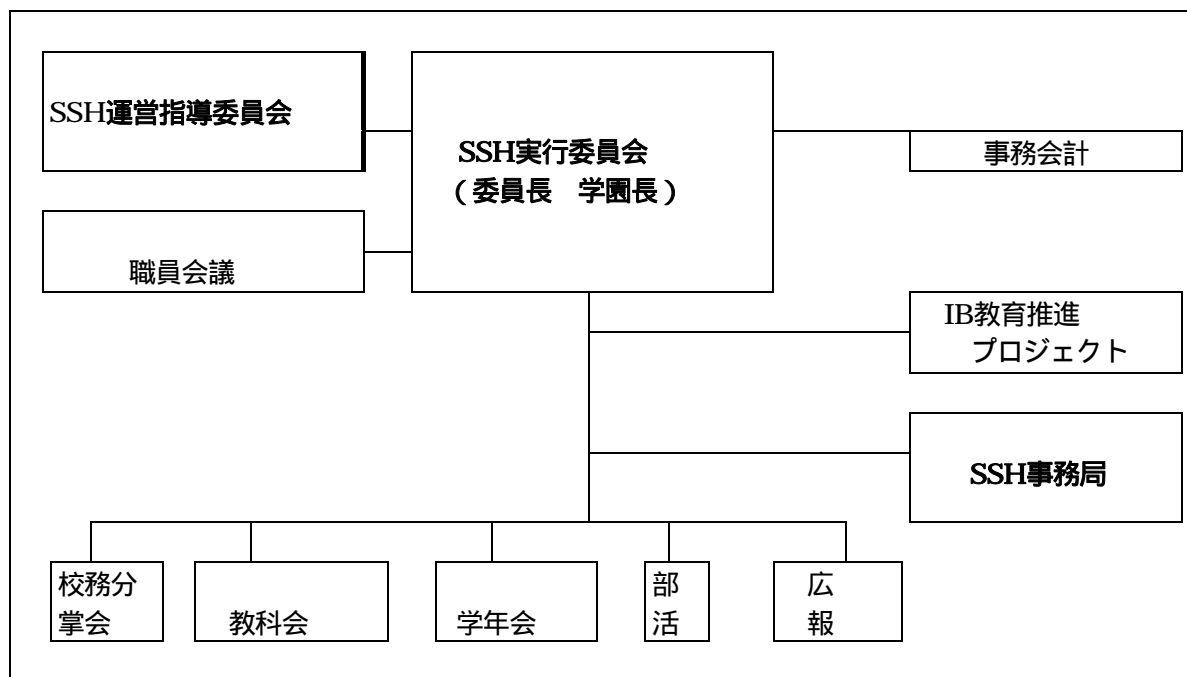 SSH運営指導委員会
SSH実行委員会
（委員長　学園長）
事務会計
職員会議
IB教育推進
プロジェクト
SSH事務局
校務分
掌会
教科会
学年会
部
活
広
報